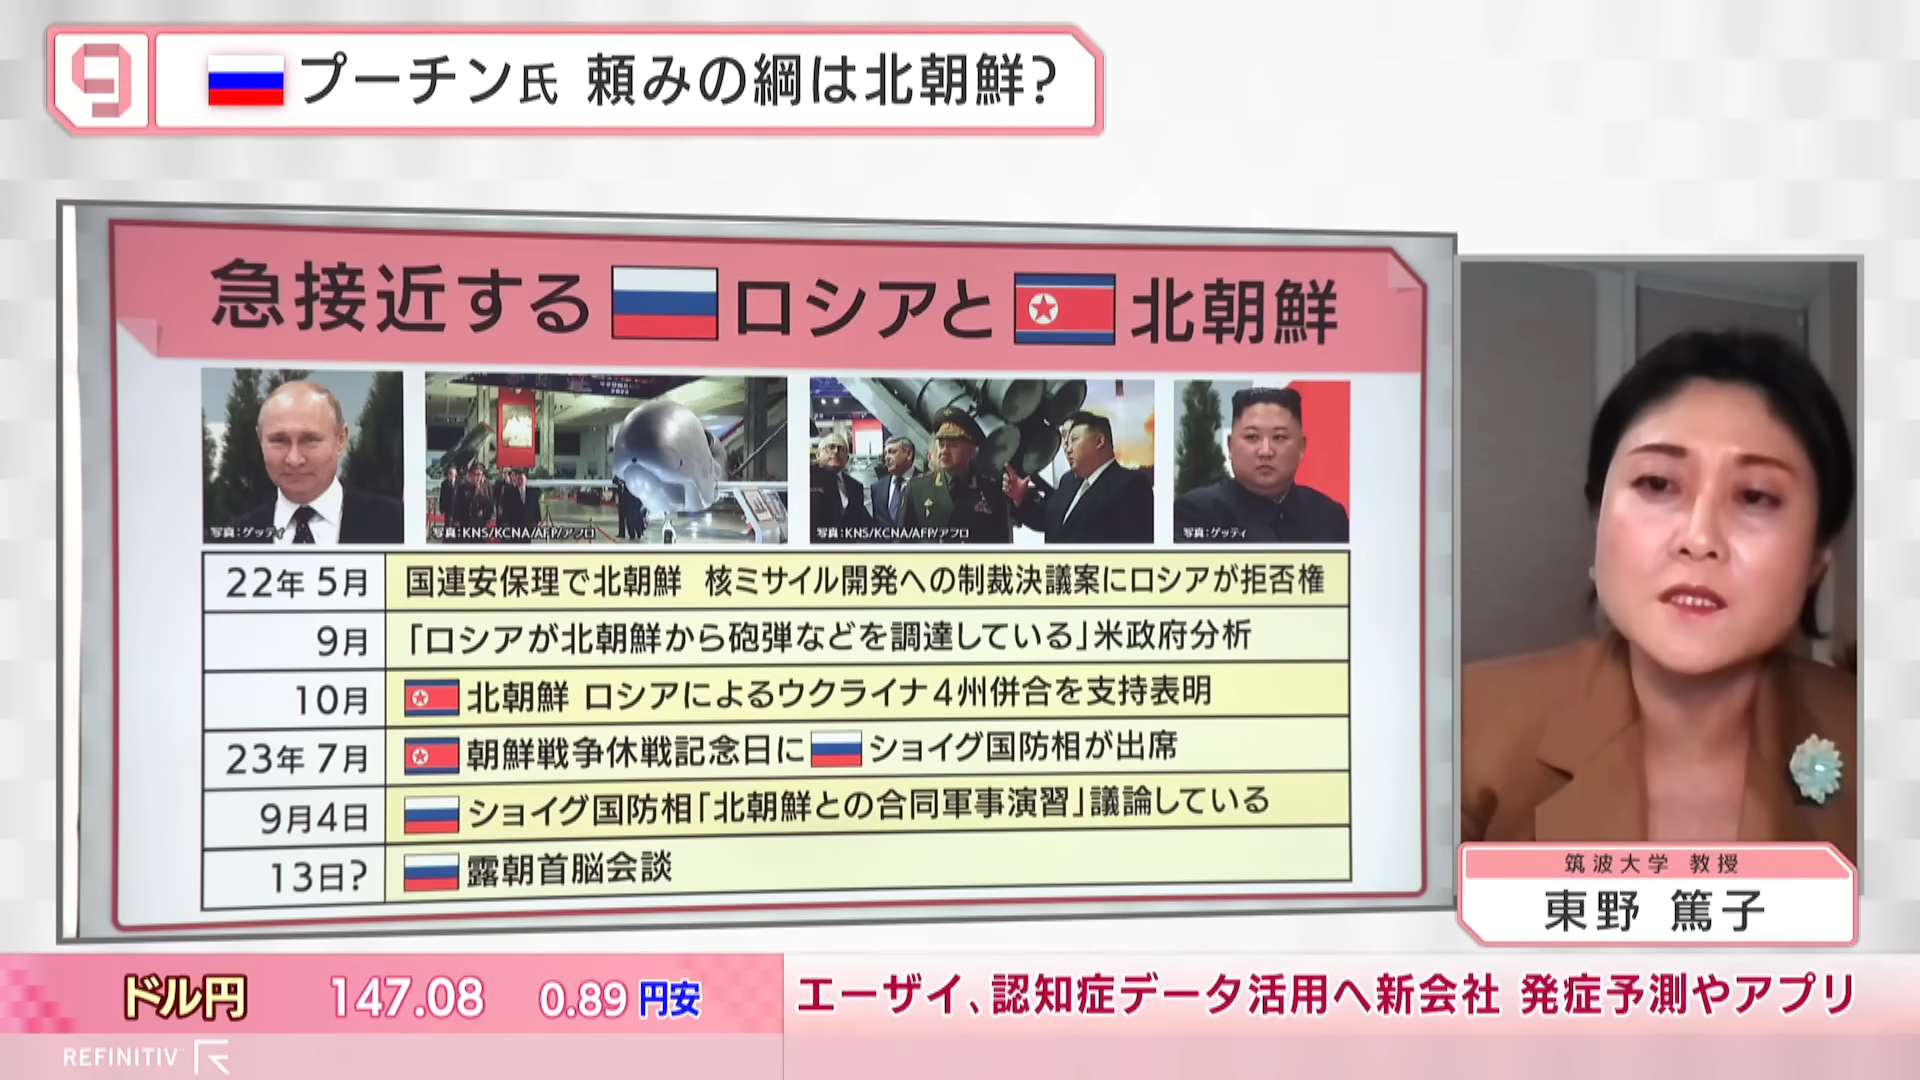 9
プーチン氏 頼みの綱は北朝鮮?
急接近する ロシアと 北朝鮮
写真:ゲッティ
写真:KNS/KCNA/AFP/アフロ
写真:KNS/KCNA/AFP/アフロ
写真:ゲッティ
22年 5月 国連安保理で北朝鮮 核ミサイル開発への制裁決議案にロシアが拒否権
9月 「ロシアが北朝鮮から砲弾などを調達している」米政府分析
10月 北朝鮮 ロシアによるウクライナ4州併合を支持表明
23年 7月 朝鮮戦争休戦記念日に ショイグ国防相が出席
9月4日 ショイグ国防相「北朝鮮との合同軍事演習」議論している
13日? 露朝首脳会談
筑波大学 教授
東野 篤子
ドル円 147.08 0.89 円安
エーザイ、認知症データ活用へ新会社 発症予測やアプリ
REFINITIV